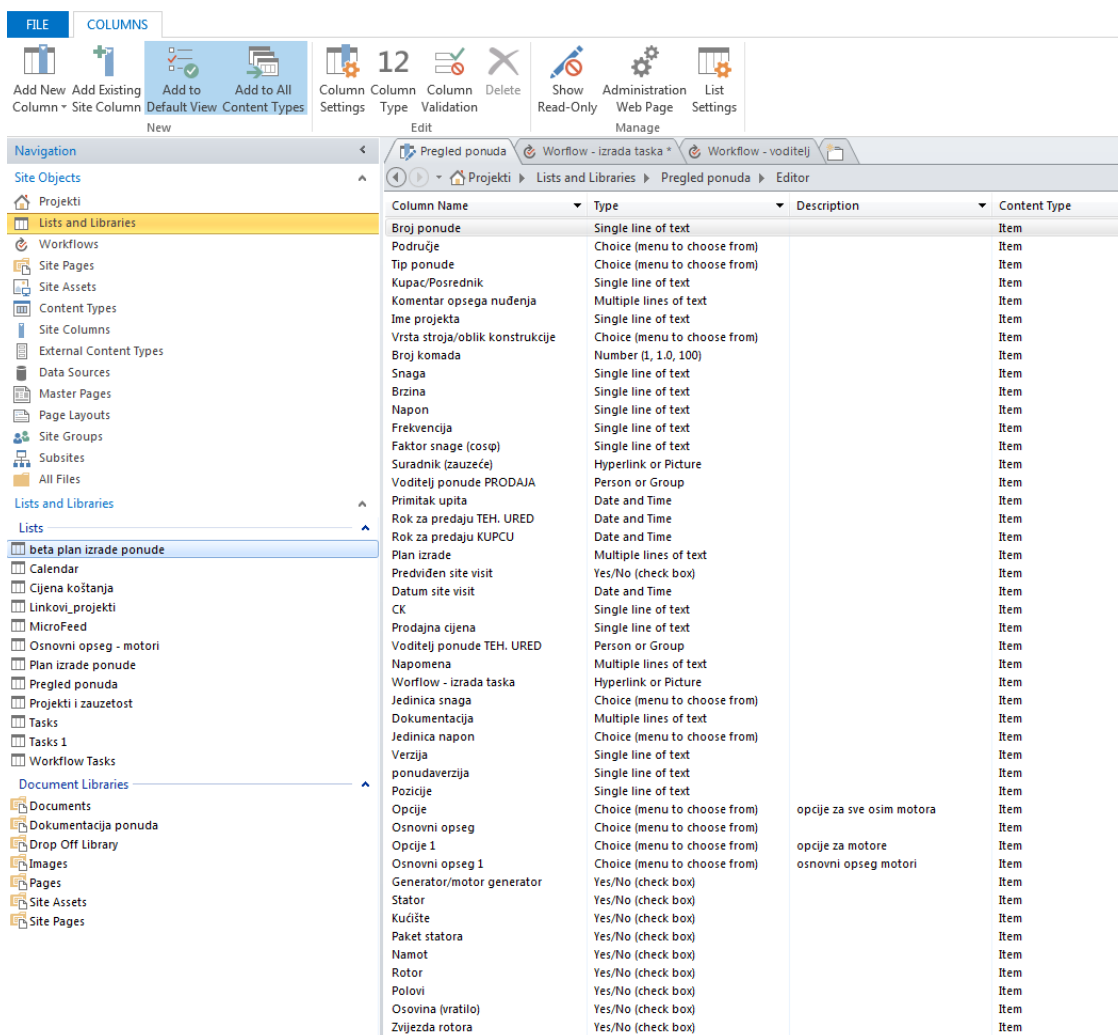 FILE
COLUMNS
Add New Column
Add Existing Site Column
Add to Default View
Add to All Content Types
New
Column Settings
12
Column Type
Column Validation
Delete
Edit
Show Read-Only
Administration Web Page
List Settings
Manage
Navigation
Site Objects
Projekti
Lists and Libraries
Workflows
Site Pages
Site Assets
Content Types
Site Columns
External Content Types
Data Sources
Master Pages
Page Layouts
Site Groups
Subsites
All Files
Lists and Libraries
Lists
beta plan izrade ponude
Calendar
Cijena koštanja
Linkovi_projekti
MicroFeed
Osnovni opseg - motori
Plan izrade ponude
Pregled ponuda
Projekti i zauzetost
Tasks
Tasks 1
Workflow Tasks
Document Libraries
Documents
Dokumentacija ponuda
Drop Off Library
Images
Pages
Site Assets
Site Pages
Pregled ponuda
Worflow - izrada taska *
Workflow - voditelj
Projekti
Lists and Libraries
Pregled ponuda
Editor
Column Name Type Description Content Type
Broj ponude Single line of text Item
Područje Choice (menu to choose from) Item
Tip ponude Choice (menu to choose from) Item
Kupac/Posrednik Single line of text Item
Komentar opsega nuđenja Multiple lines of text Item
Ime projekta Single line of text Item
Vrsta stroja/oblik konstrukcije Choice (menu to choose from) Item
Broj komada Number (1, 1.0, 100) Item
Snaga Single line of text Item
Brzina Single line of text Item
Napon Single line of text Item
Frekvencija Single line of text Item
Faktor snage (cosφ) Single line of text Item
Suradnik (zauzeće) Hyperlink or Picture Item
Voditelj ponude PRODAJA Person or Group Item
Primitak upita Date and Time Item
Rok za predaju TEH. URED Date and Time Item
Rok za predaju KUPCU Date and Time Item
Plan izrade Multiple lines of text Item
Predviđen site visit Yes/No (check box) Item
Datum site visit Date and Time Item
CK Single line of text Item
Prodajna cijena Single line of text Item
Voditelj ponude TEH. URED Person or Group Item
Napomena Multiple lines of text Item
Worflow - izrada taska Hyperlink or Picture Item
Jedinica snaga Choice (menu to choose from) Item
Dokumentacija Multiple lines of text Item
Jedinica napon Choice (menu to choose from) Item
Verzija Single line of text Item
ponudaverzija Single line of text Item
Pozicije Single line of text Item
Opcije Choice (menu to choose from) opcije za sve osim motora Item
Osnovni opseg Choice (menu to choose from) Item
Opcije 1 Choice (menu to choose from) opcije za motore Item
Osnovni opseg 1 Choice (menu to choose from) osnovni opseg motori Item
Generator/motor generator Yes/No (check box) Item
Stator Yes/No (check box) Item
Kućište Yes/No (check box) Item
Paket statora Yes/No (check box) Item
Namot Yes/No (check box) Item
Rotor Yes/No (check box) Item
Polovi Yes/No (check box) Item
Osovina (vratilo) Yes/No (check box) Item
Zvijezda rotora Yes/No (check box) Item